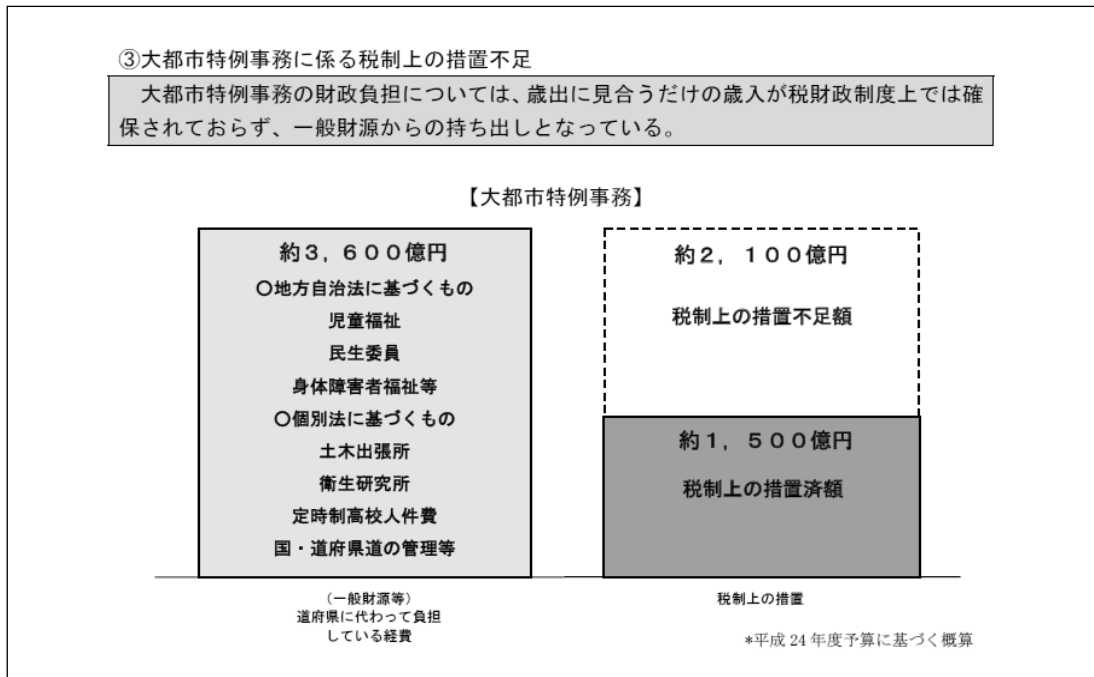 ③大都市特例事務に係る税制上の措置不足
大都市特例事務の財政負担については、歳出に見合うだけの歳入が税財政制度上では確
保されておらず、一般財源からの持ち出しとなっている。
【大都市特例事務】
約3,600億円
○地方自治法に基づくもの
児童福祉
民生委員
身体障害者福祉等
○個別法に基づくもの
土木出張所
衛生研究所
定時制高校人件費
国・道府県道の管理等
(一般財源等)
道府県に代わって負担
している経費
約2,100億円
税制上の措置不足額
約1,500億円
税制上の措置済額
税制上の措置
*平成24年度予算に基づく概算